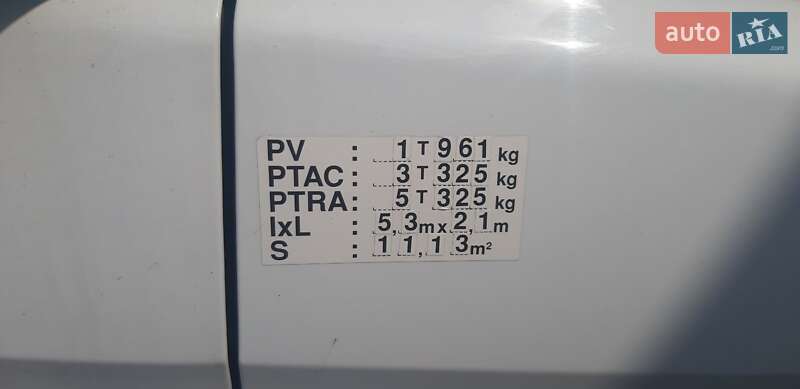 auto RIA .com
PV : 1 T 961 kg
PTAC : 3 T 325 kg
PTRA : 5 T 325 kg
lxL : 5,3 m x 2,1 m
S : 11,13 m²